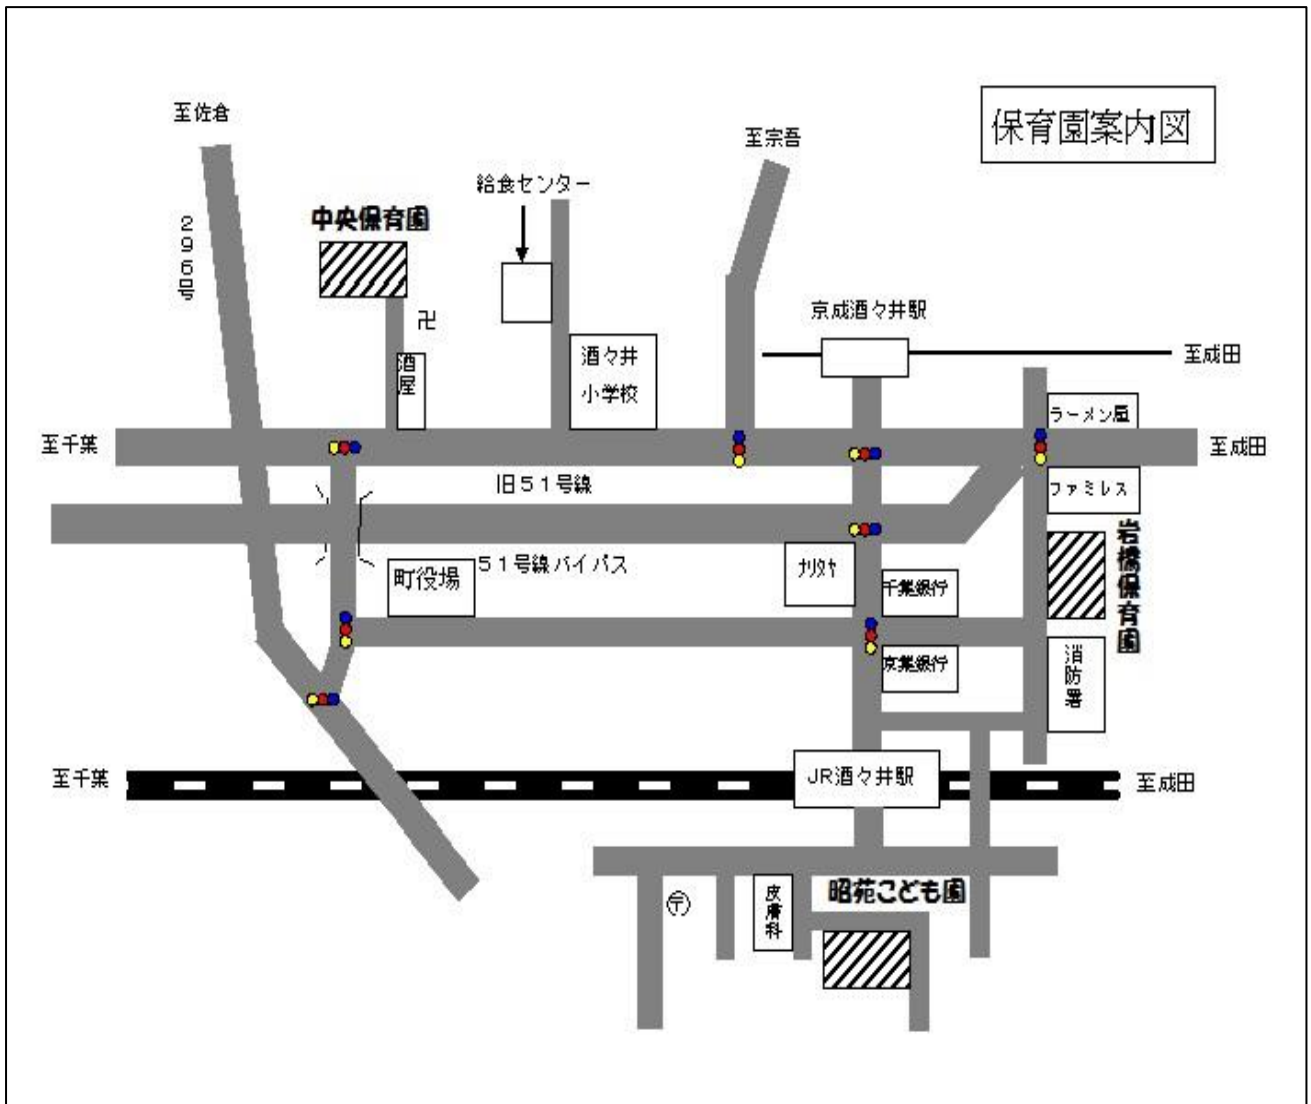 保育園案内図
至佐倉
至宗吾
給食センター
296号
中央保育園
卍
京成酒々井駅
至成田
酒屋
酒々井
小学校
ラーメン屋
至千葉
至成田
旧51号線
ファミレス
51号線バイパス
町役場
ナリタヤ
千葉銀行
岩橋保育園
京葉銀行
消防署
至千葉
JR酒々井駅
至成田
〒
皮膚科
昭苑こども園